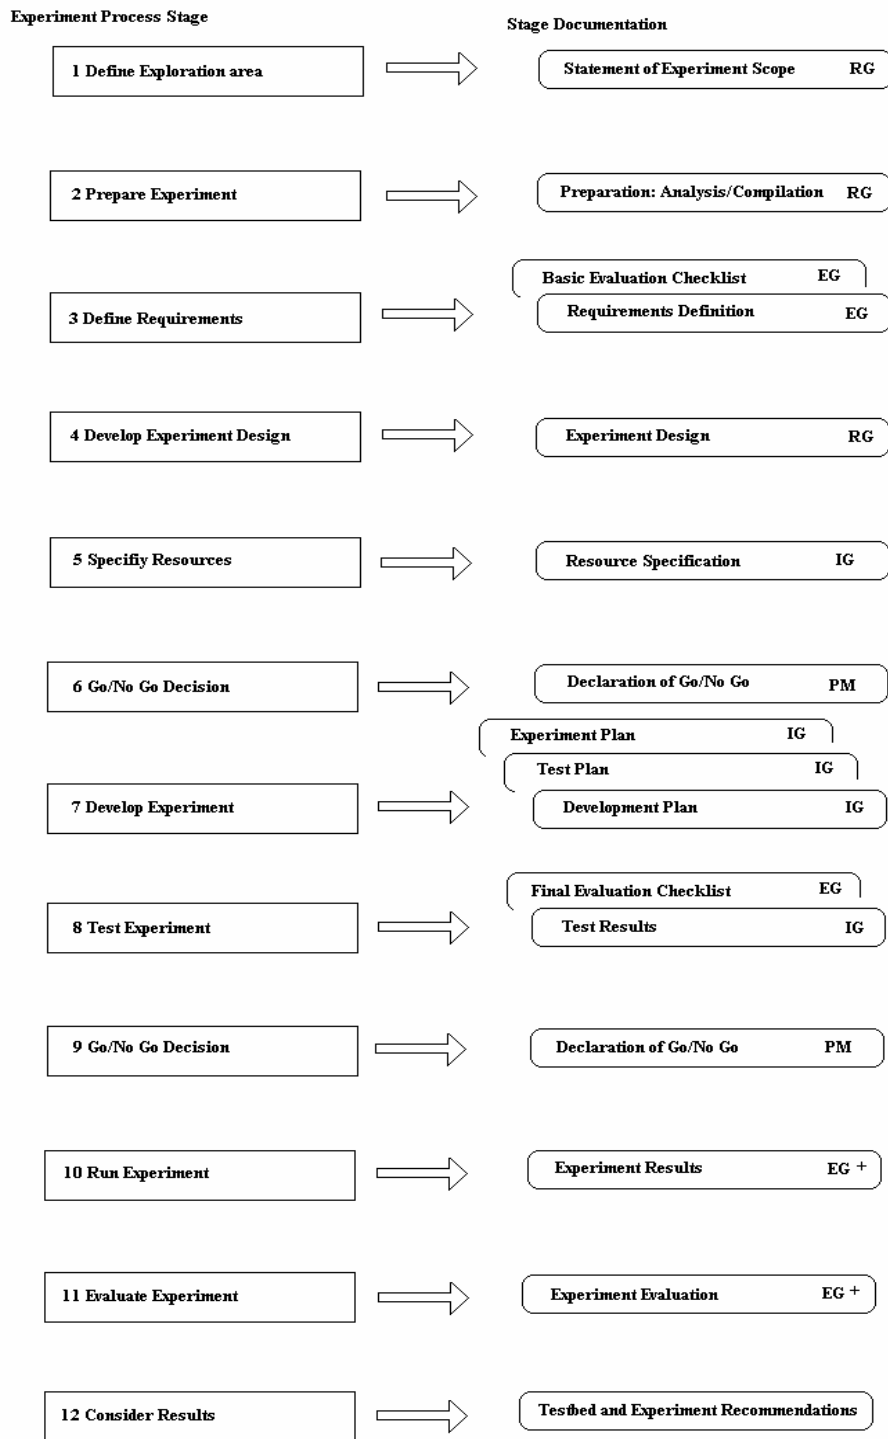 Experiment Process Stage
Stage Documentation
1 Define Exploration area
Statement of Experiment Scope RG
2 Prepare Experiment
Preparation: Analysis/Compilation RG
Basic Evaluation Checklist EG
3 Define Requirements
Requirements Definition EG
4 Develop Experiment Design
Experiment Design RG
5 Specifiy Resources
Resource Specification IG
6 Go/No Go Decision
Declaration of Go/No Go PM
Experiment Plan IG
Test Plan IG
7 Develop Experiment
Development Plan IG
Final Evaluation Checklist EG
8 Test Experiment
Test Results IG
9 Go/No Go Decision
Declaration of Go/No Go PM
10 Run Experiment
Experiment Results EG +
11 Evaluate Experiment
Experiment Evaluation EG +
12 Consider Results
Testbed and Experiment Recommendations